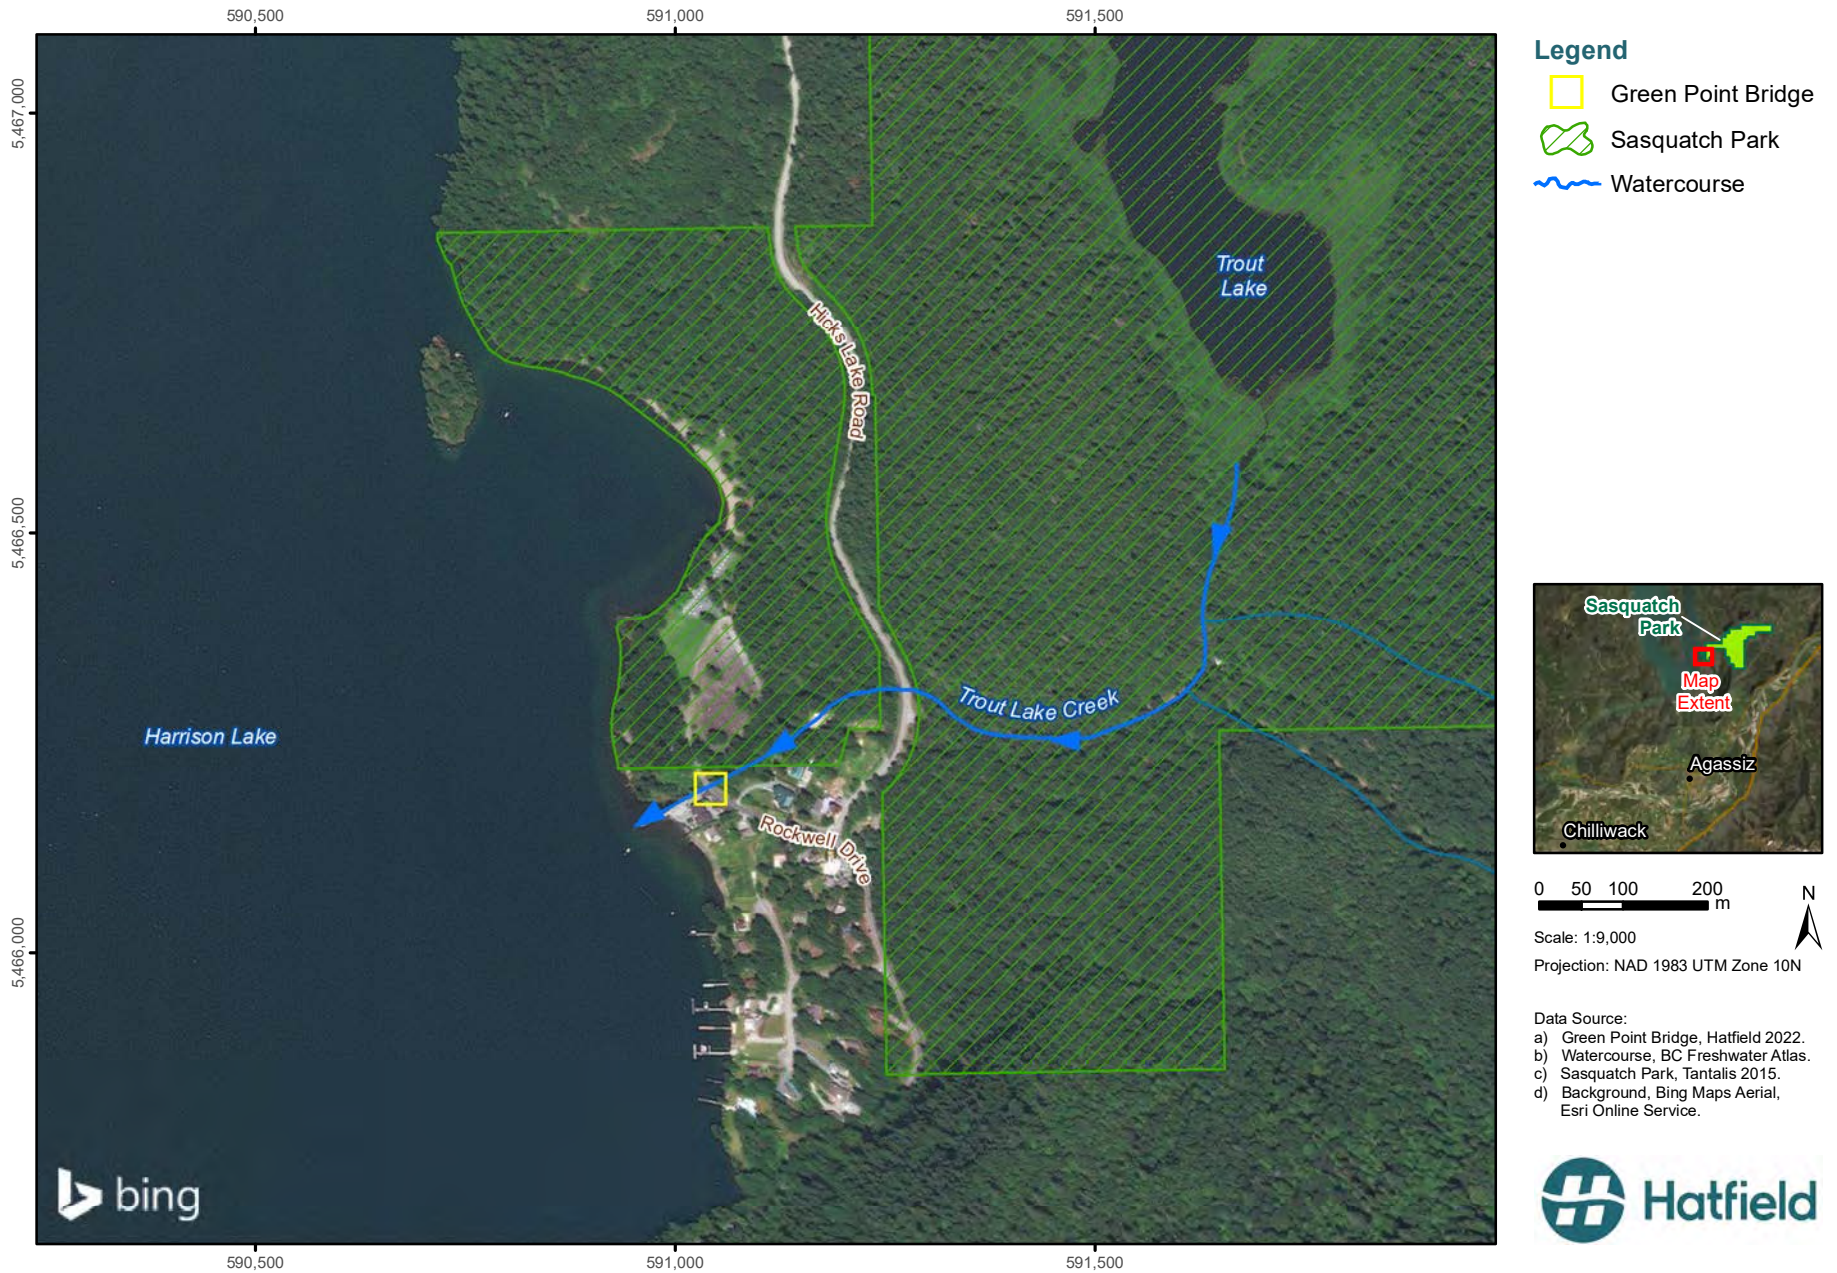 590,500
591,000
591,500
5,467,000
5,466,500
5,466,000
Trout
Lake
Hicks Lake Road
Trout Lake Creek
Harrison Lake
Rockwell Drive
bing
590,500
591,000
591,500
Legend
Green Point Bridge
Sasquatch Park
Watercourse
Sasquatch
Park
Map
Extent
Agassiz
Chilliwack
0 50 100 200
m
N
Scale: 1:9,000
Projection: NAD 1983 UTM Zone 10N
Data Source:
a) Green Point Bridge, Hatfield 2022.
b) Watercourse, BC Freshwater Atlas.
c) Sasquatch Park, Tantalis 2015.
d) Background, Bing Maps Aerial,
Esri Online Service.
Hatfield